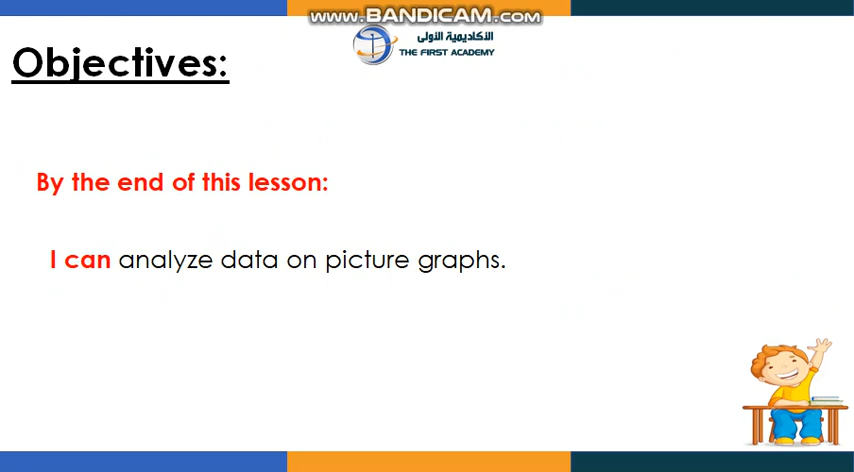 www.BANDICAM.com
الأكاديمية الأولى
THE FIRST ACADEMY
Objectives:
By the end of this lesson:
I can analyze data on picture graphs.